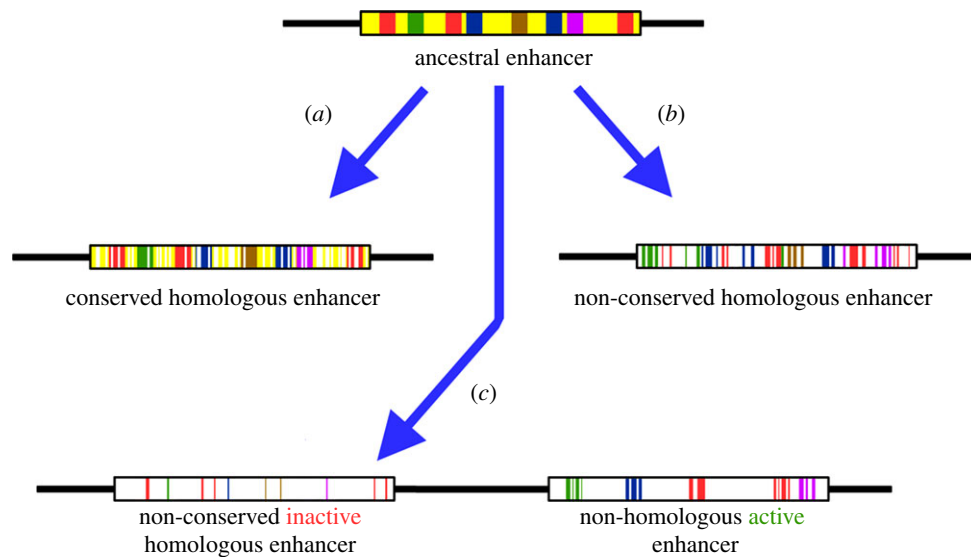 ancestral enhancer
(a)
(b)
conserved homologous enhancer
non-conserved homologous enhancer
(c)
non-conserved inactive
homologous enhancer
non-homologous active
enhancer